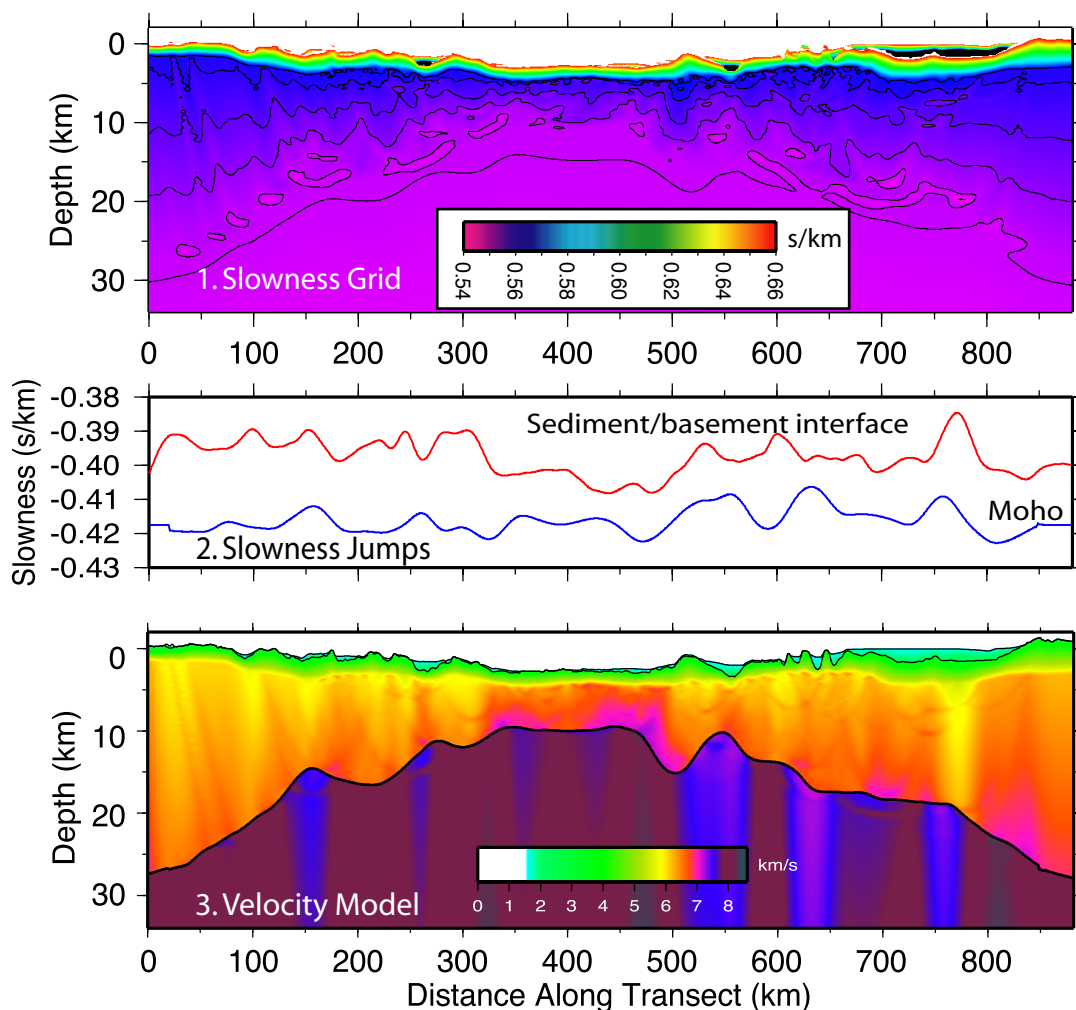 0
10
20
30
Depth (km)
1. Slowness Grid
s/km
0.54
0.56
0.58
0.60
0.62
0.64
0.66
0 100 200 300 400 500 600 700 800
Slowness (s/km)
-0.38
-0.39
-0.40
-0.41
-0.42
-0.43
Sediment/basement interface
Moho
2. Slowness Jumps
0
10
20
30
Depth (km)
km/s
0 1 2 3 4 5 6 7 8
3. Velocity Model
0 100 200 300 400 500 600 700 800
Distance Along Transect (km)